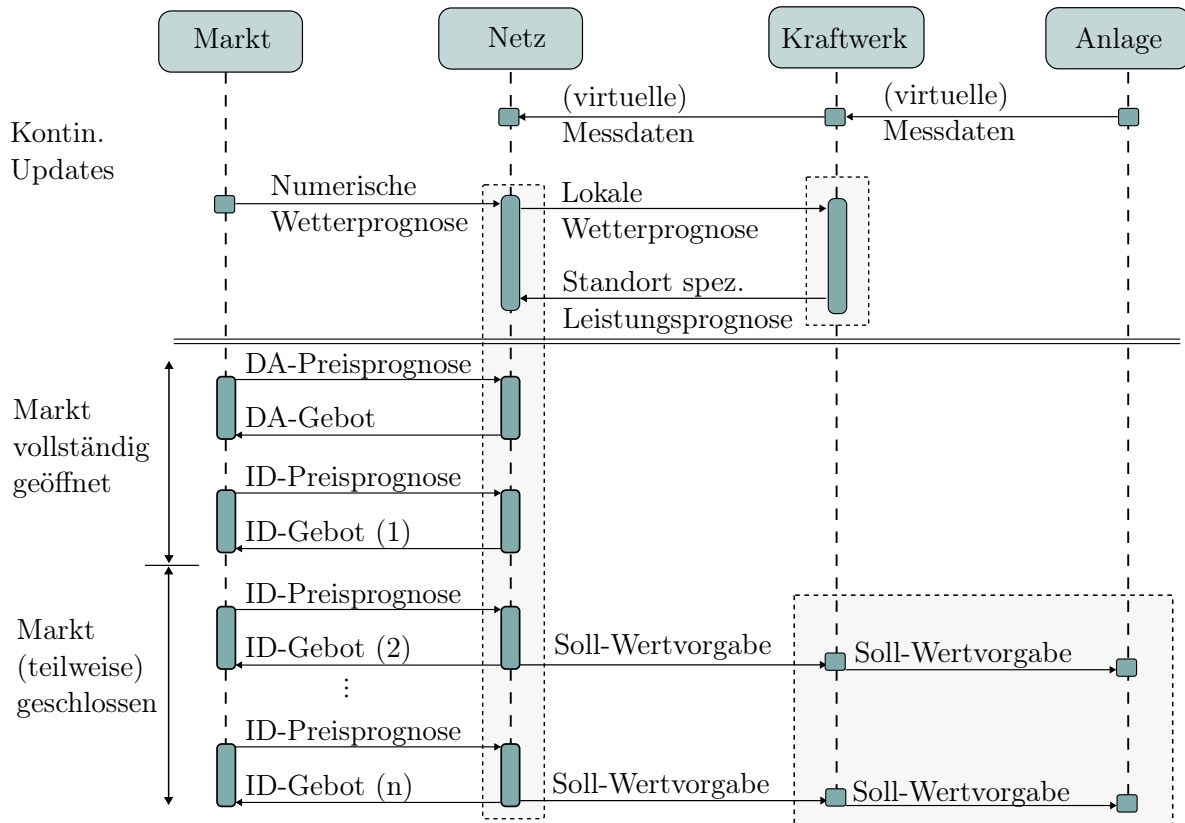 Markt
Netz
Kraftwerk
Anlage
(virtuelle)
Messdaten
(virtuelle)
Messdaten
Kontin.
Updates
Numerische
Wetterprognose
Lokale
Wetterprognose
Standort spez.
Leistungsprognose
Markt
vollständig
geöffnet
DA-Preisprognose
DA-Gebot
ID-Preisprognose
ID-Gebot (1)
Markt
(teilweise)
geschlossen
ID-Preisprognose
ID-Gebot (2)
Soll-Wertvorgabe
Soll-Wertvorgabe
⋮
ID-Preisprognose
ID-Gebot (n)
Soll-Wertvorgabe
Soll-Wertvorgabe